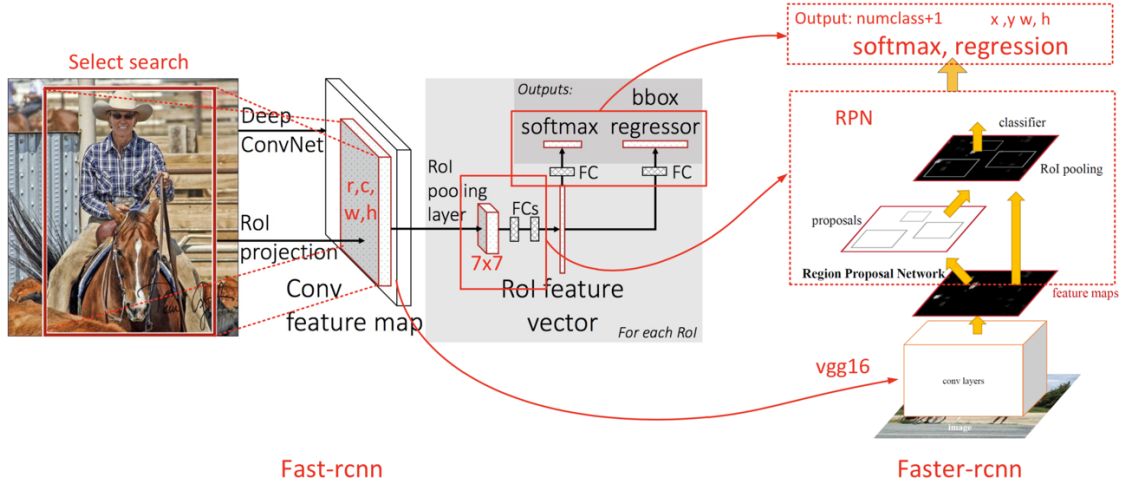 Select search
Deep
ConvNet
RoI
projection
r,c,
w,h
Conv
feature map
RoI
pooling
layer
7x7
FCs
RoI feature
vector
For each RoI
Outputs:
softmax
bbox
regressor
FC
FC
Fast-rcnn
Output: numclass+1
x ,y w, h
softmax, regression
RPN
classifier
RoI pooling
proposals
Region Proposal Network
feature maps
vgg16
conv layers
image
Faster-rcnn